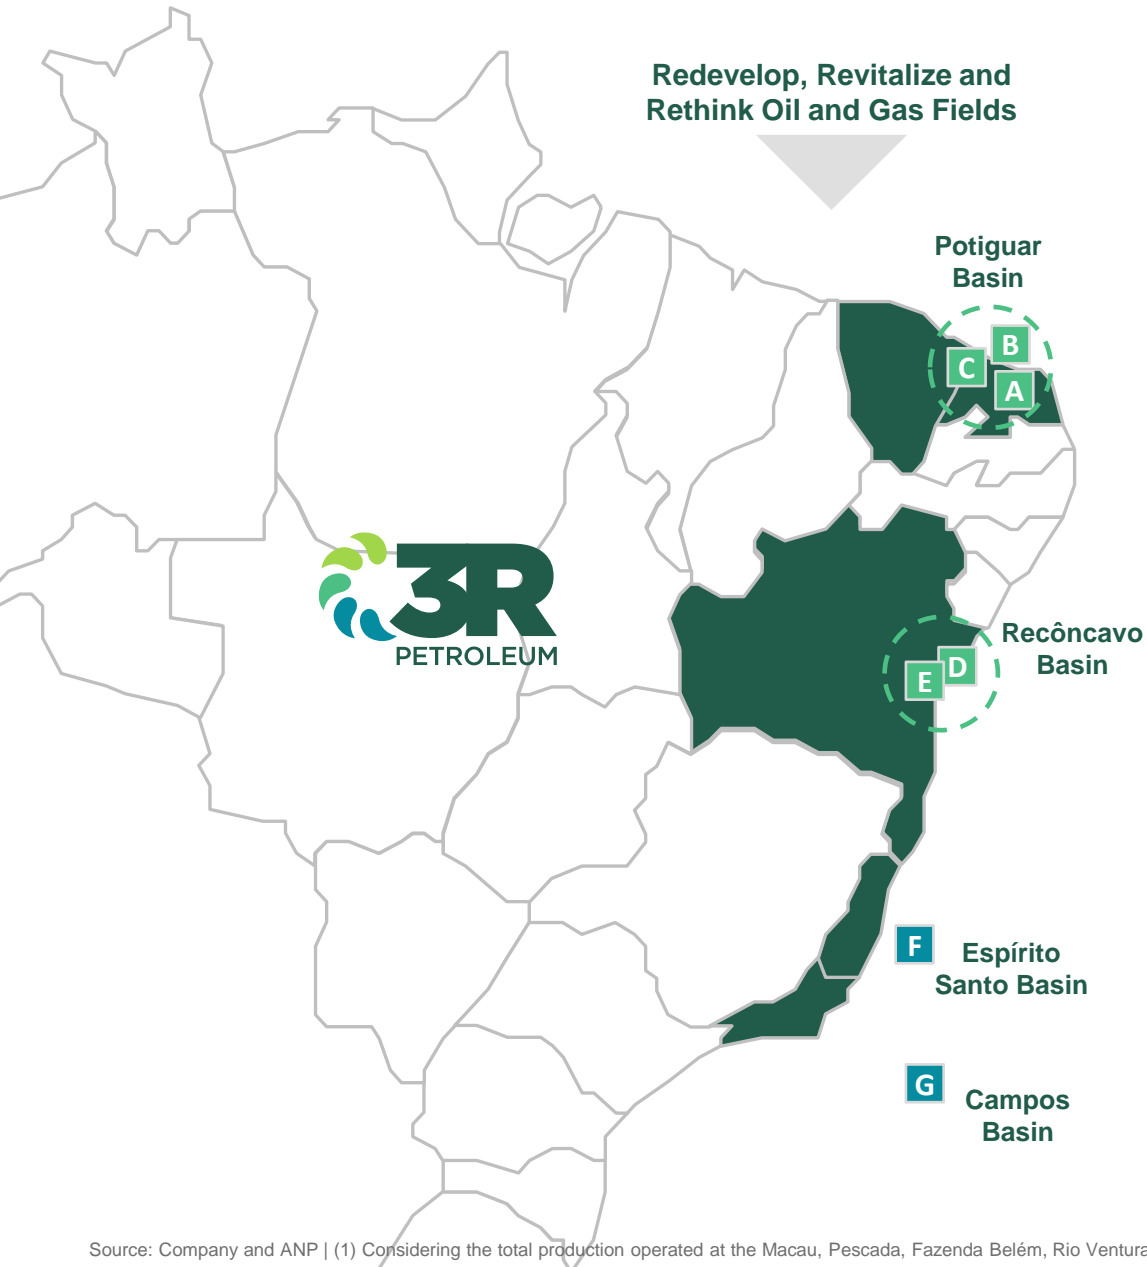 Redevelop, Revitalize and
Rethink Oil and Gas Fields
Potiguar
Basin
B
C
A
3R
PETROLEUM
Recôncavo
Basin
D
E
F
Espírito
Santo Basin
G
Campos
Basin
Source: Company and ANP | (1) Considering the total production operated at the Macau, Pescada, Fazenda Belém, Rio Ventura